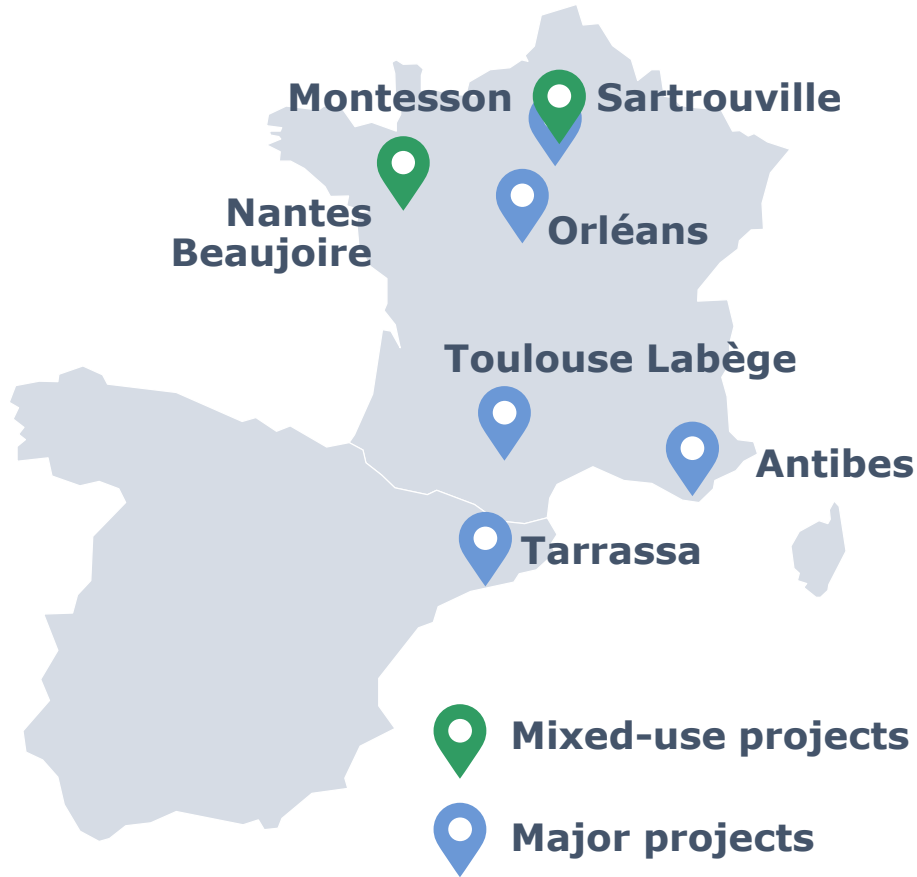 Montesson
Sartrouville
Nantes
Beaujoire
Orléans
Toulouse Labège
Antibes
Tarrassa
Mixed-use projects
Major projects